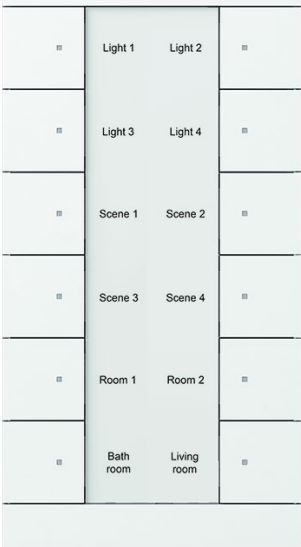 Light 1 Light 2
Light 3 Light 4
Scene 1 Scene 2
Scene 3 Scene 4
Room 1 Room 2
Bath Living
room room